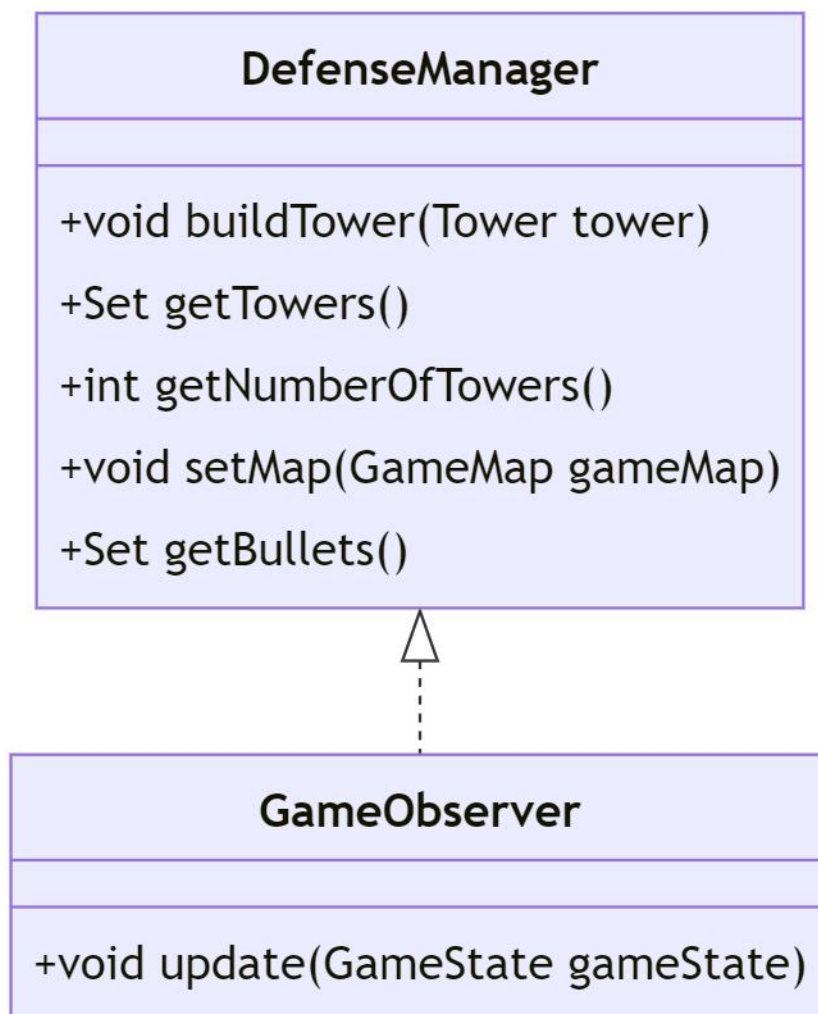 DefenseManager
+void buildTower(Tower tower)
+Set getTowers()
+int getNumberOfTowers()
+void setMap(GameMap gameMap)
+Set getBullets()
GameObserver
+void update(GameState gameState)